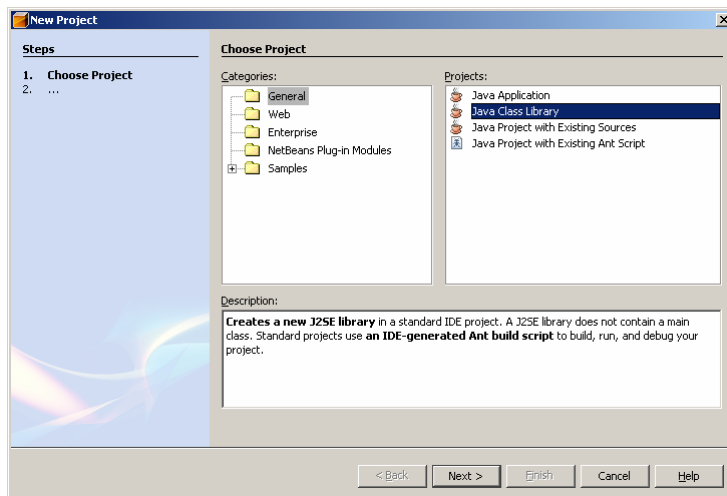 New Project
Steps
1. Choose Project
2. ...
Choose Project
Categories:
General
Web
Enterprise
NetBeans Plug-in Modules
Samples
Projects:
Java Application
Java Class Library
Java Project with Existing Sources
Java Project with Existing Ant Script
Description:
Creates a new J2SE library in a standard IDE project. A J2SE library does not contain a main
class. Standard projects use an IDE-generated Ant build script to build, run, and debug your
project.
< Back
Next >
Finish
Cancel
Help